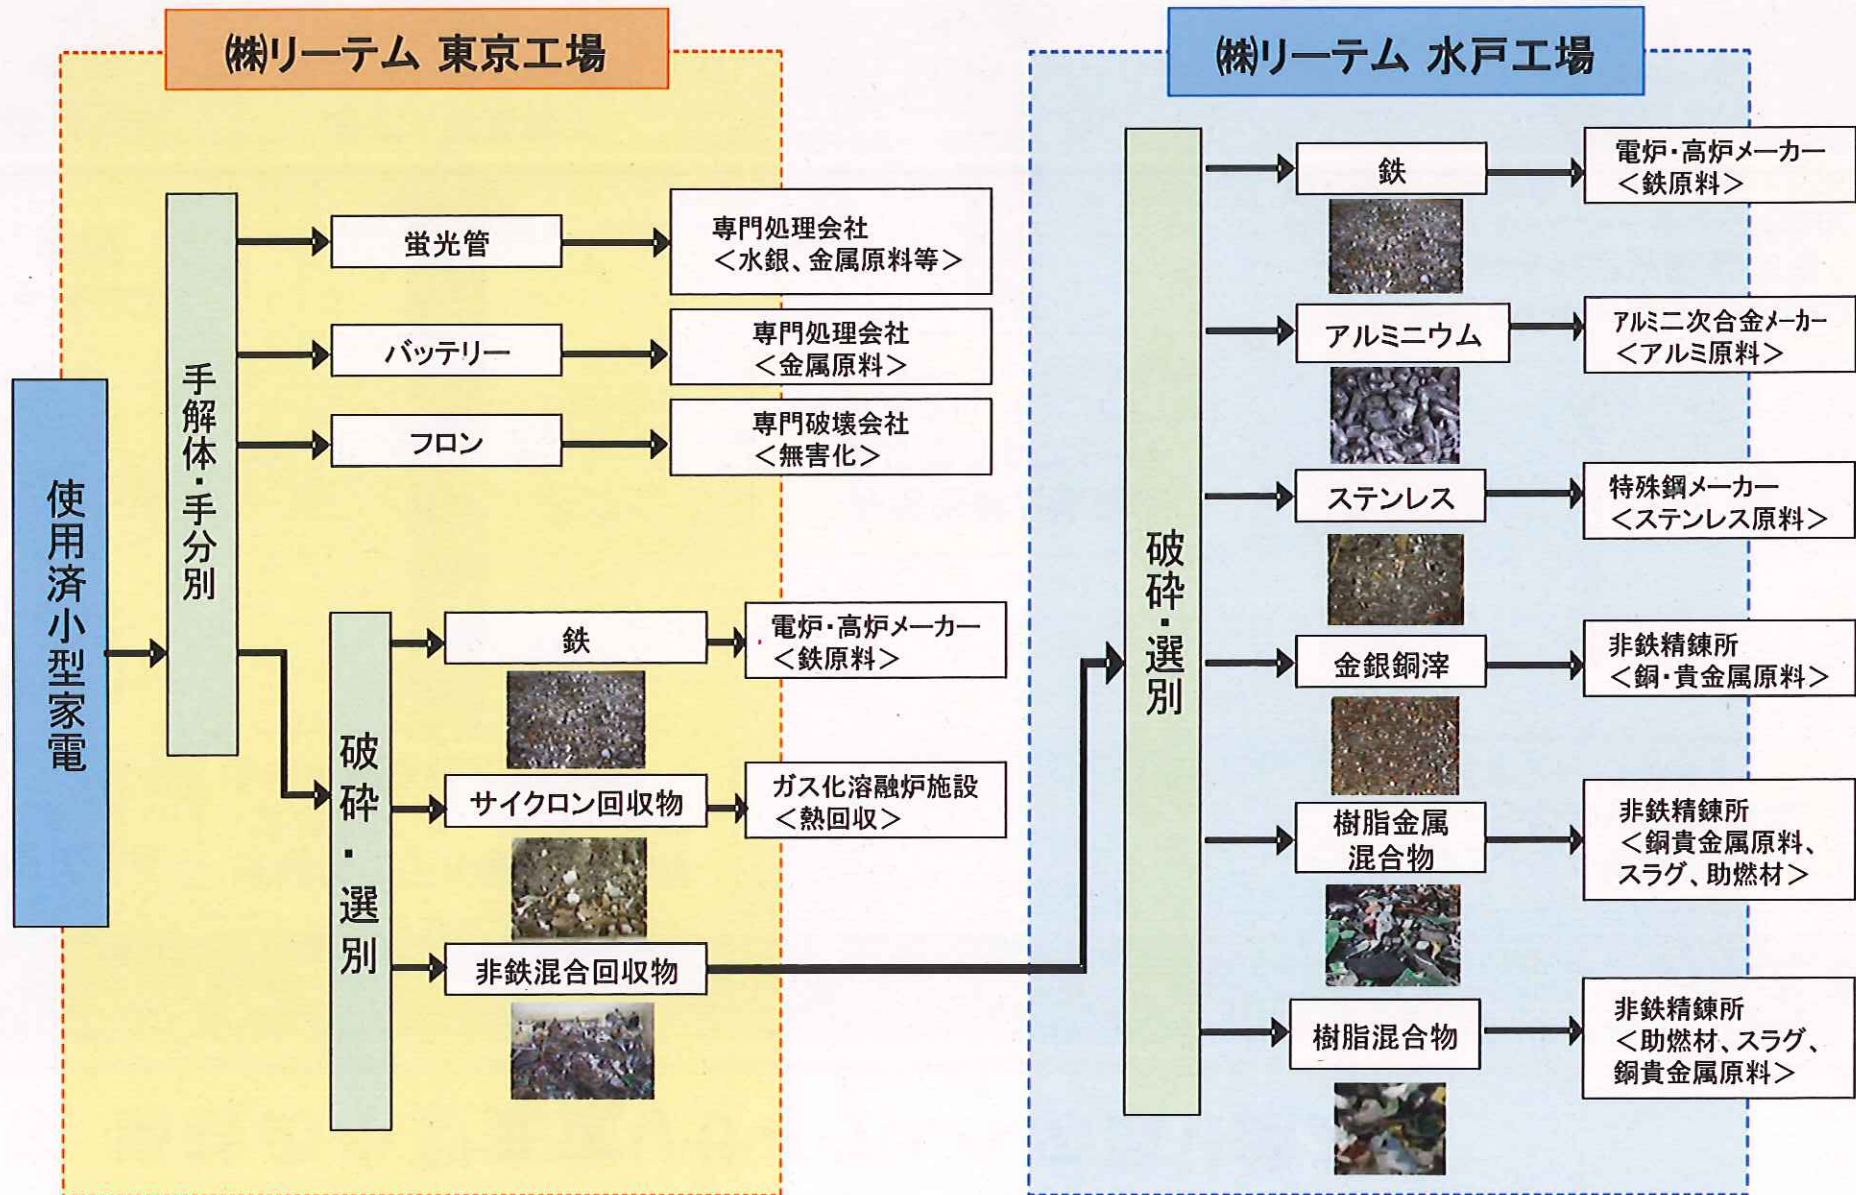 ㈱リーテム 東京工場
使用済小型家電
手解体・手分別
蛍光管
専門処理会社
<水銀、金属原料等>
バッテリー
専門処理会社
<金属原料>
フロン
専門破壊会社
<無害化>
破砕・選別
鉄
電炉・高炉メーカー
<鉄原料>
サイクロン回収物
ガス化溶融炉施設
<熱回収>
非鉄混合回収物
㈱リーテム 水戸工場
破砕・選別
鉄
電炉・高炉メーカー
<鉄原料>
アルミニウム
アルミ二次合金メーカー
<アルミ原料>
ステンレス
特殊鋼メーカー
<ステンレス原料>
金銀銅滓
非鉄精錬所
<銅・貴金属原料>
樹脂金属
混合物
非鉄精錬所
<銅貴金属原料、
スラグ、助燃材>
樹脂混合物
非鉄精錬所
<助燃材、スラグ、
銅貴金属原料>